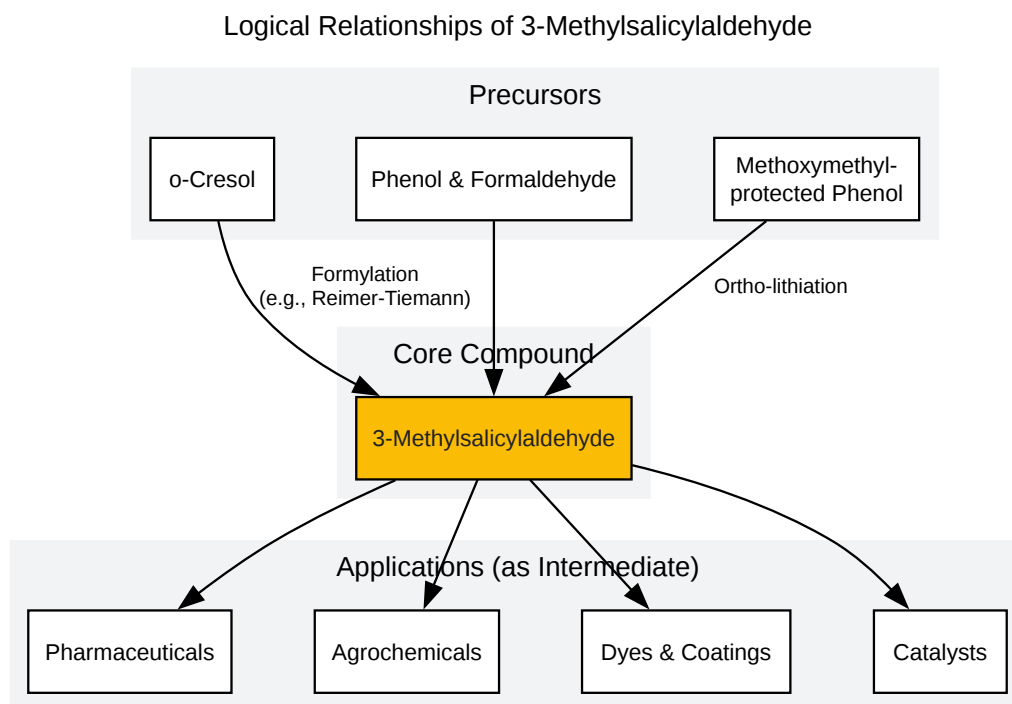 Logical Relationships of 3-Methylsalicylaldehyde
Precursors
o-Cresol
Phenol & Formaldehyde
Methoxymethyl-
protected Phenol
Formylation
(e.g., Reimer-Tiemann)
Ortho-lithiation
Core Compound
3-Methylsalicylaldehyde
Applications (as Intermediate)
Pharmaceuticals
Agrochemicals
Dyes & Coatings
Catalysts